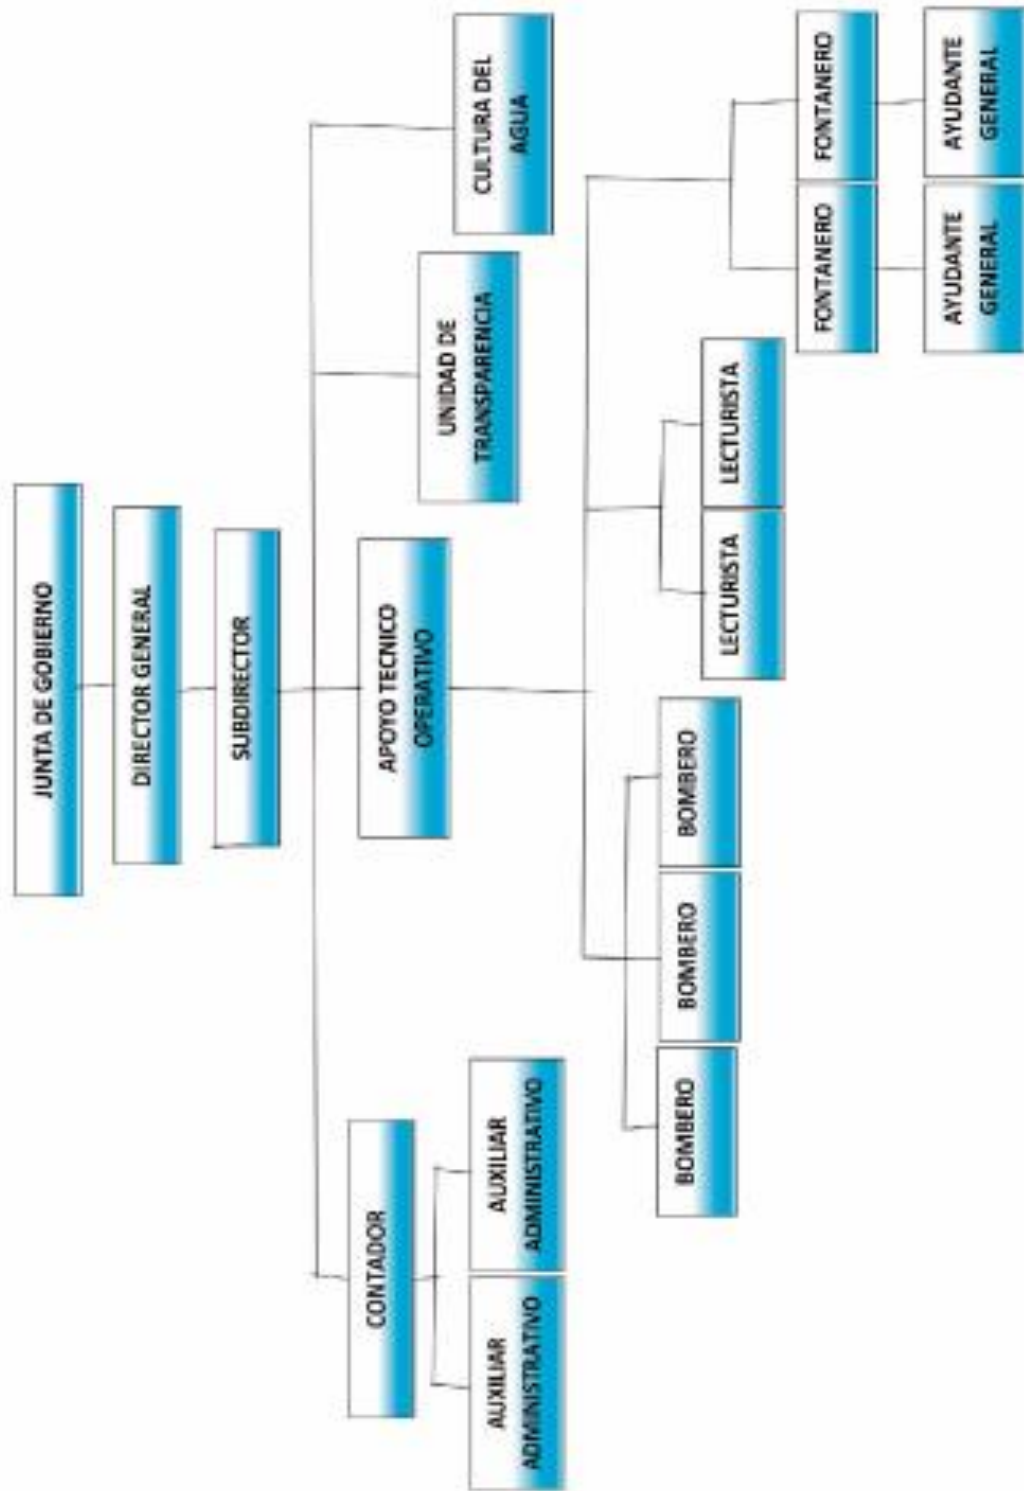 JUNTA DE GOBIERNO
DIRECTOR GENERAL
SUBDIRECTOR
CONTADOR
APOYO TECNICO
OPERATIVO
UNIDAD DE
TRANSPARENCIA
CULTURA DEL
AGUA
AUXILIAR
ADMINISTRATIVO
AUXILIAR
ADMINISTRATIVO
BOMBERO
BOMBERO
BOMBERO
LECTURISTA
LECTURISTA
FONTANERO
FONTANERO
AYUDANTE
GENERAL
AYUDANTE
GENERAL